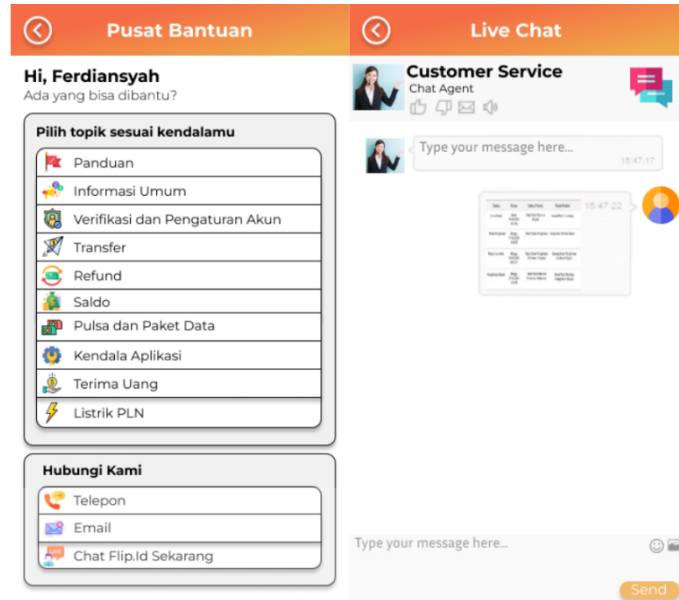 Pusat Bantuan
Hi, Ferdiansyah
Ada yang bisa dibantu?
Pilih topik sesuai kendalamu
Panduan
Informasi Umum
Verifikasi dan Pengaturan Akun
Transfer
Refund
Saldo
Pulsa dan Paket Data
Kendala Aplikasi
Terima Uang
Listrik PLN
Hubungi Kami
Telepon
Email
Chat Flip.Id Sekarang
Live Chat
Customer Service
Chat Agent
Type your message here...
15:47:17
15:47:22
Type your message here...
Send